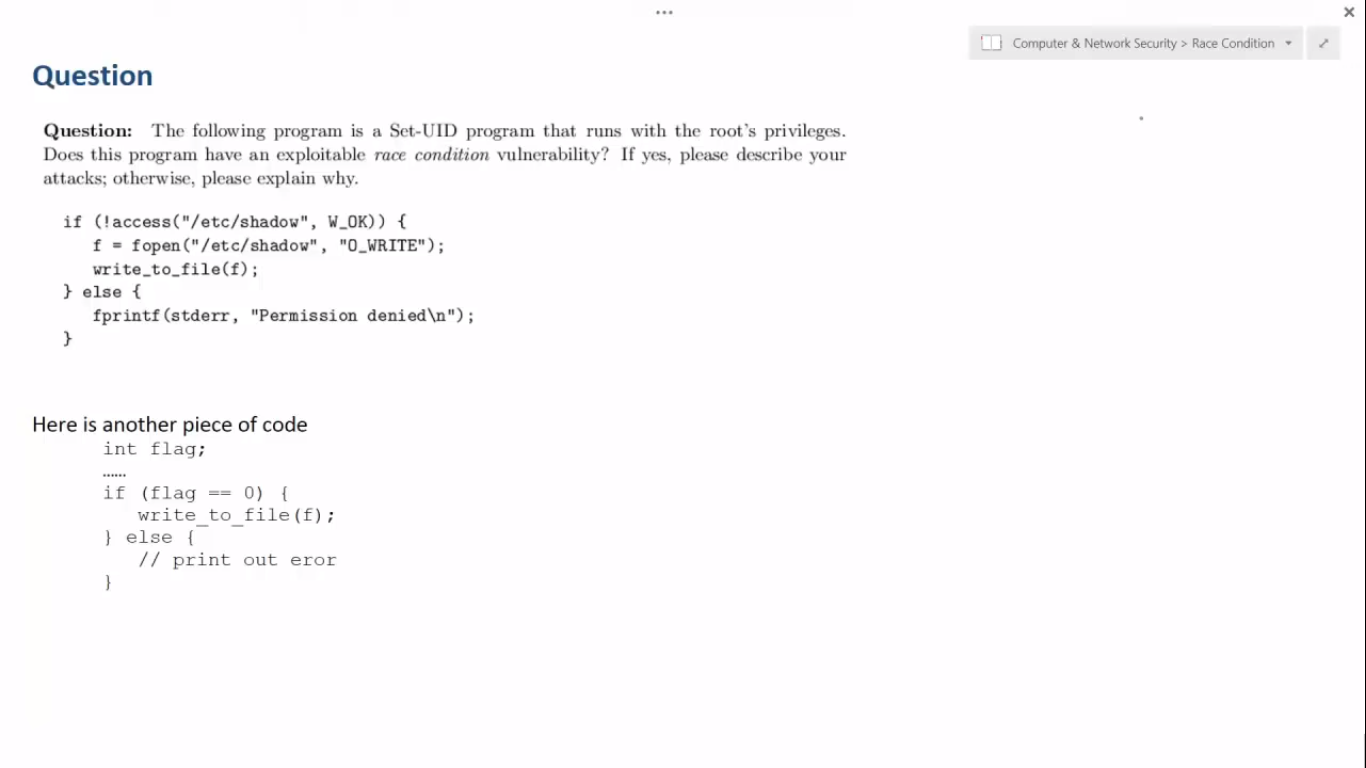 Computer & Network Security > Race Condition
Question
Question: The following program is a Set-UID program that runs with the root's privileges.
Does this program have an exploitable race condition vulnerability? If yes, please describe your
attacks; otherwise, please explain why.
if (!access("/etc/shadow", W_OK)) {
f = fopen("/etc/shadow", "O_WRITE");
write_to_file(f);
} else {
fprintf(stderr, "Permission denied\n");
}
Here is another piece of code
int flag;
......
if (flag == 0) {
write_to_file(f);
} else {
// print out eror
}